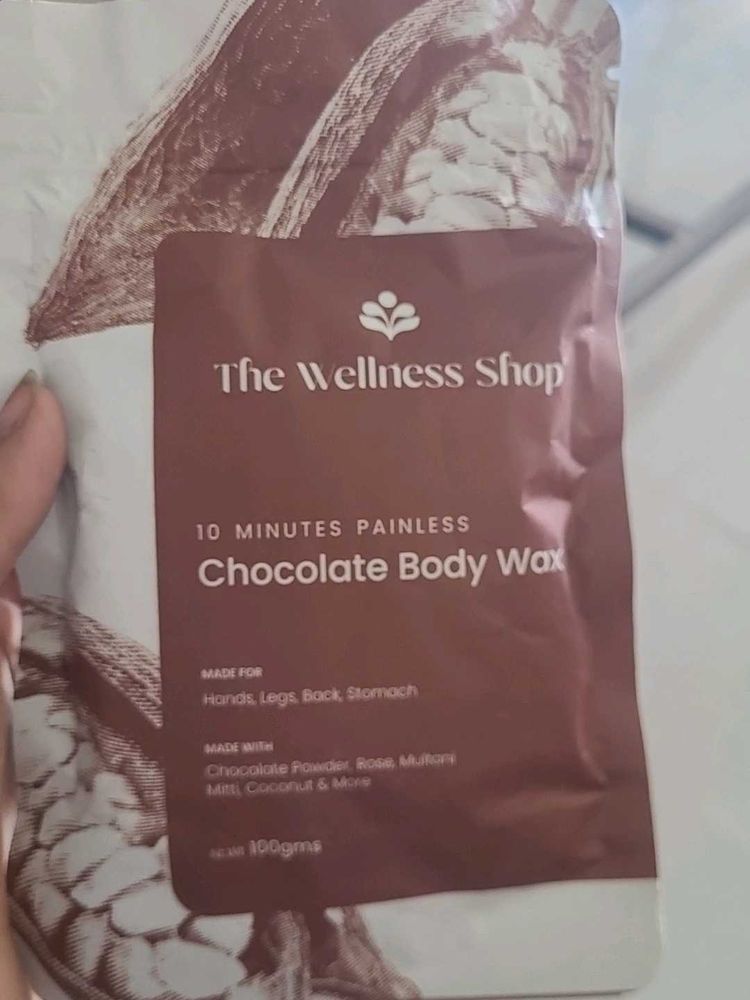 The Wellness Shop
10 MINUTES PAINLESS
Chocolate Body Wax
MADE FOR
Hands, Legs, Back, Stomach
MADE WITH
Chocolate Powder, Rose, Multani
Mitti, Coconut & More
100gms